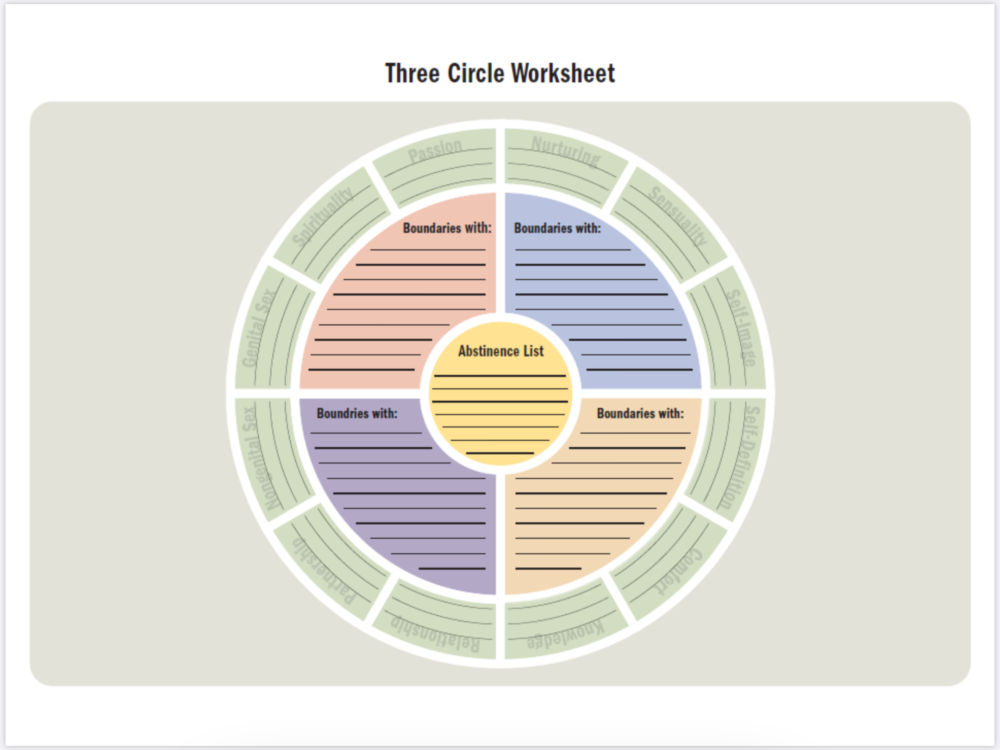 Three Circle Worksheet
Passion
Nurturing
Spirituality
Sensuality
Boundaries with:
Boundaries with:
Genital Sex
Self-Image
Abstinence List
Boundries with:
Boundaries with:
Nongenital Sex
Self-Definition
Partnership
Comfort
Relationship
Knowledge